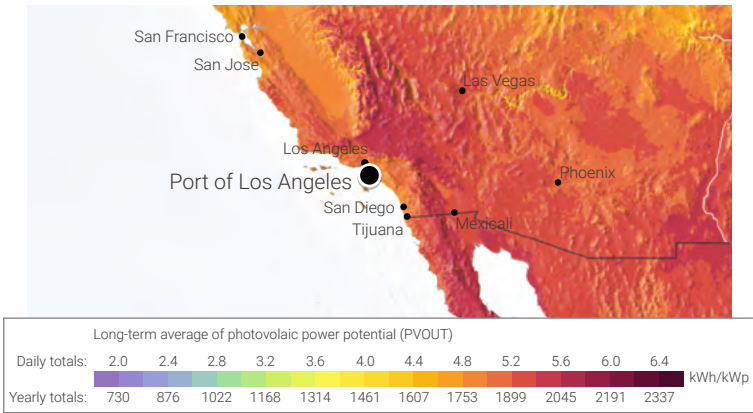 San Francisco
San Jose
Las Vegas
Los Angeles
Port of Los Angeles
Phoenix
San Diego
Tijuana
Mexicali
Long-term average of photovolaic power potential (PVOUT)
Daily totals: 2.0 2.4 2.8 3.2 3.6 4.0 4.4 4.8 5.2 5.6 6.0 6.4
kWh/kWp
Yearly totals: 730 876 1022 1168 1314 1461 1607 1753 1899 2045 2191 2337